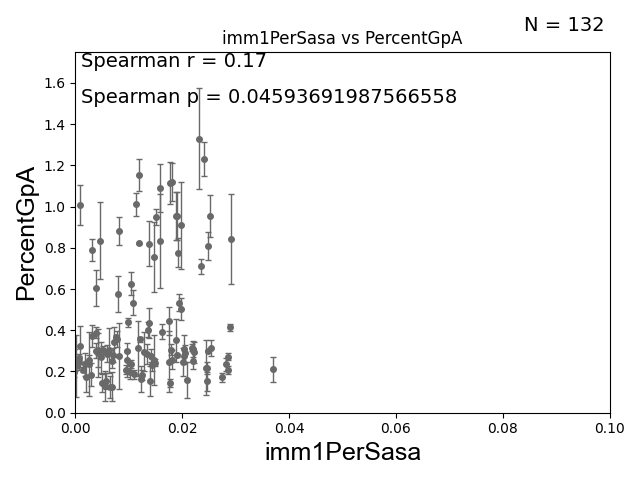 N = 132
imm1PerSasa vs PercentGpA
Spearman r = 0.17
Spearman p = 0.04593691987566558
PercentGpA
1.6
1.4
1.2
1.0
0.8
0.6
0.4
0.2
0.0
0.00 0.02 0.04 0.06 0.08 0.10
imm1PerSasa